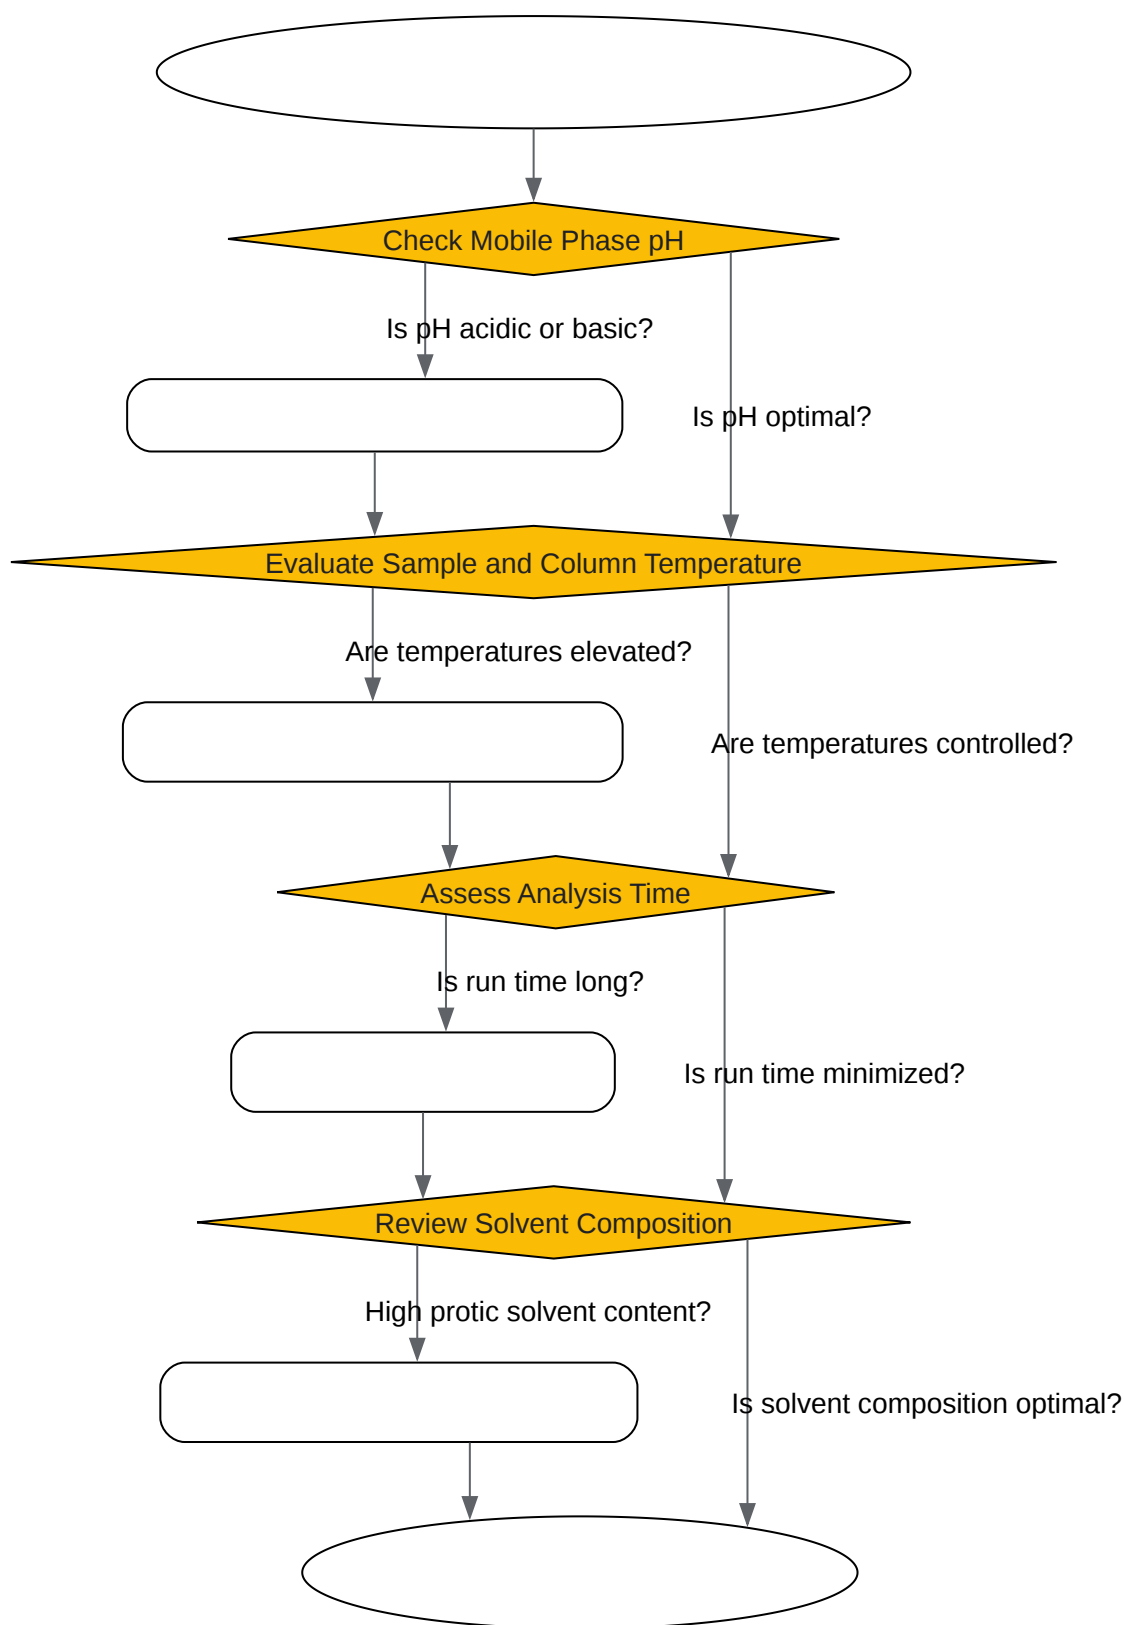 Check Mobile Phase pH
Is pH acidic or basic?
Is pH optimal?
Evaluate Sample and Column Temperature
Are temperatures elevated?
Are temperatures controlled?
Assess Analysis Time
Is run time long?
Is run time minimized?
Review Solvent Composition
High protic solvent content?
Is solvent composition optimal?